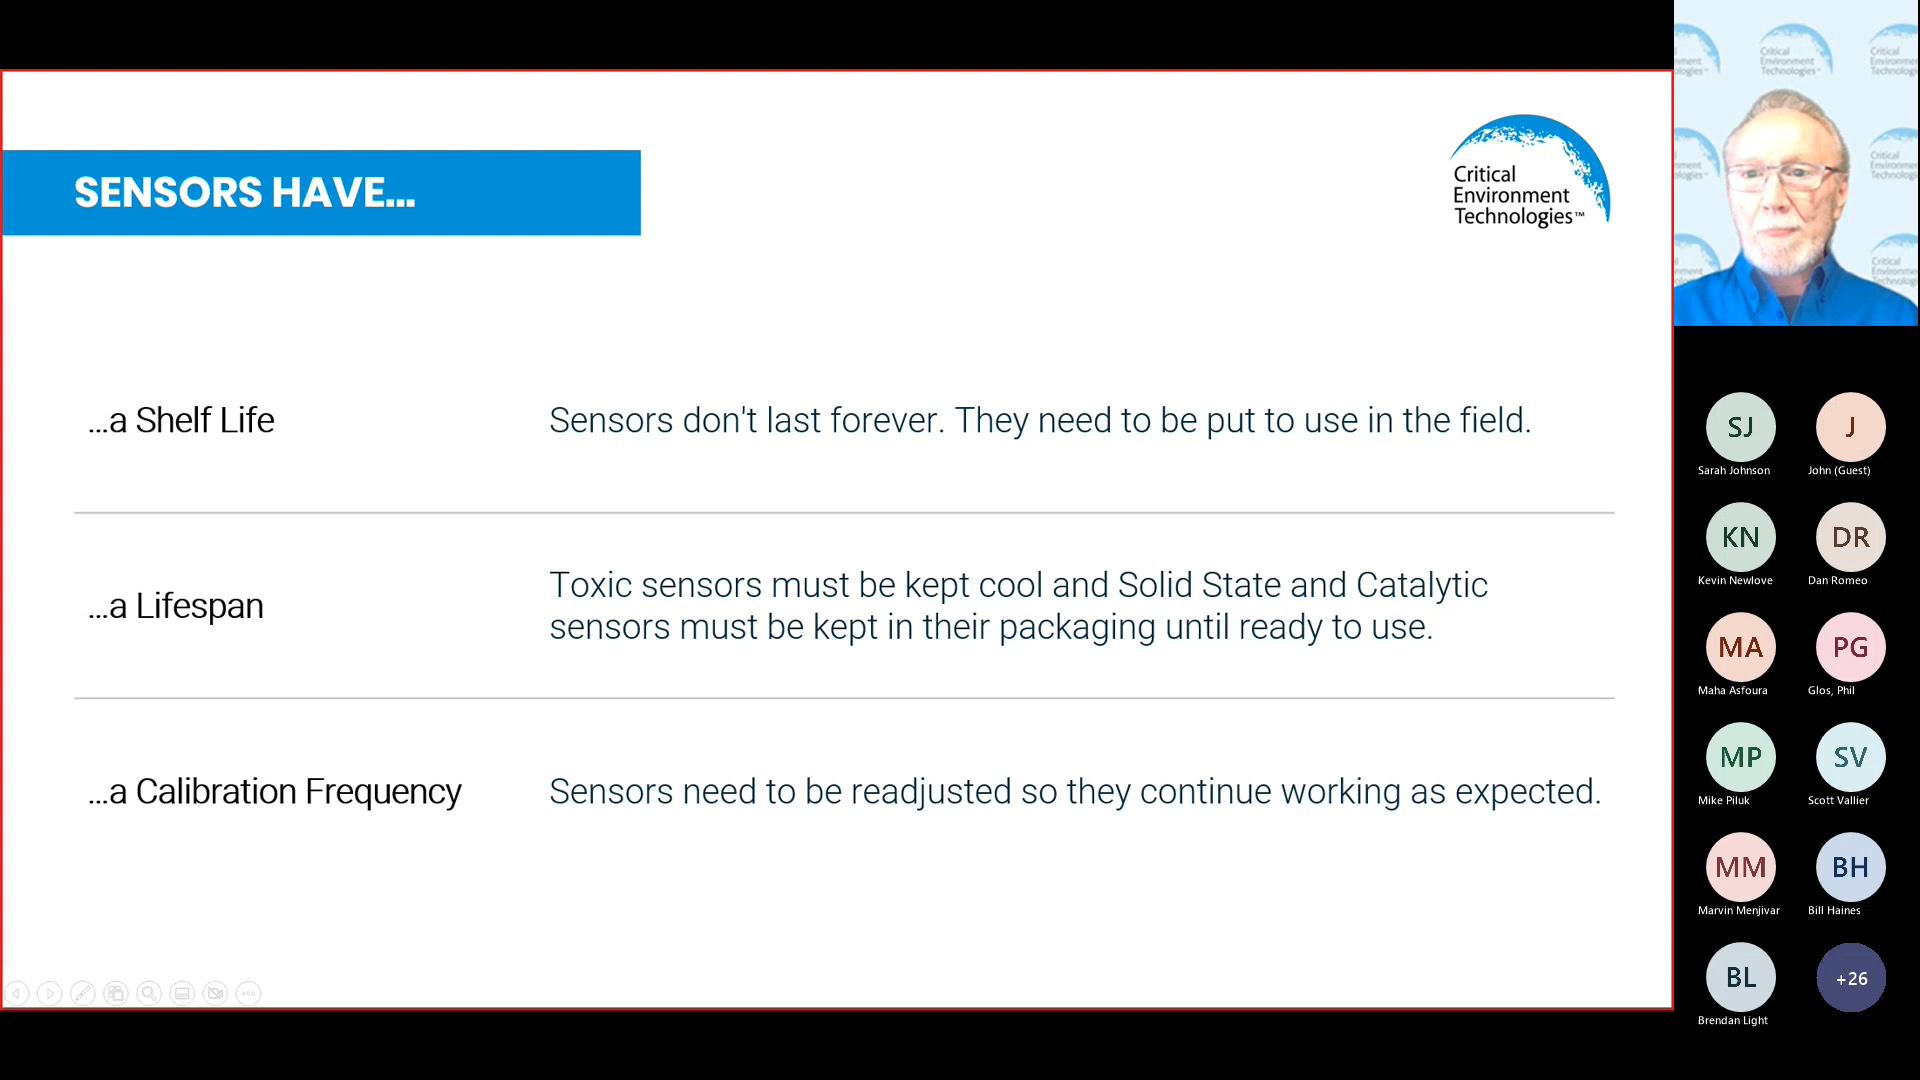 SENSORS HAVE...
Critical
Environment
Technologies™
...a Shelf Life
Sensors don't last forever. They need to be put to use in the field.
...a Lifespan
Toxic sensors must be kept cool and Solid State and Catalytic
sensors must be kept in their packaging until ready to use.
...a Calibration Frequency
Sensors need to be readjusted so they continue working as expected.
Critical
Environment
Technologies™
SJ
Sarah Johnson
J
John (Guest)
KN
Kevin Newlove
DR
Dan Romeo
MA
Maha Asfoura
PG
Glos, Phil
MP
Mike Piluk
SV
Scott Vallier
MM
Marvin Menjivar
BH
Bill Haines
BL
Brendan Light
+26